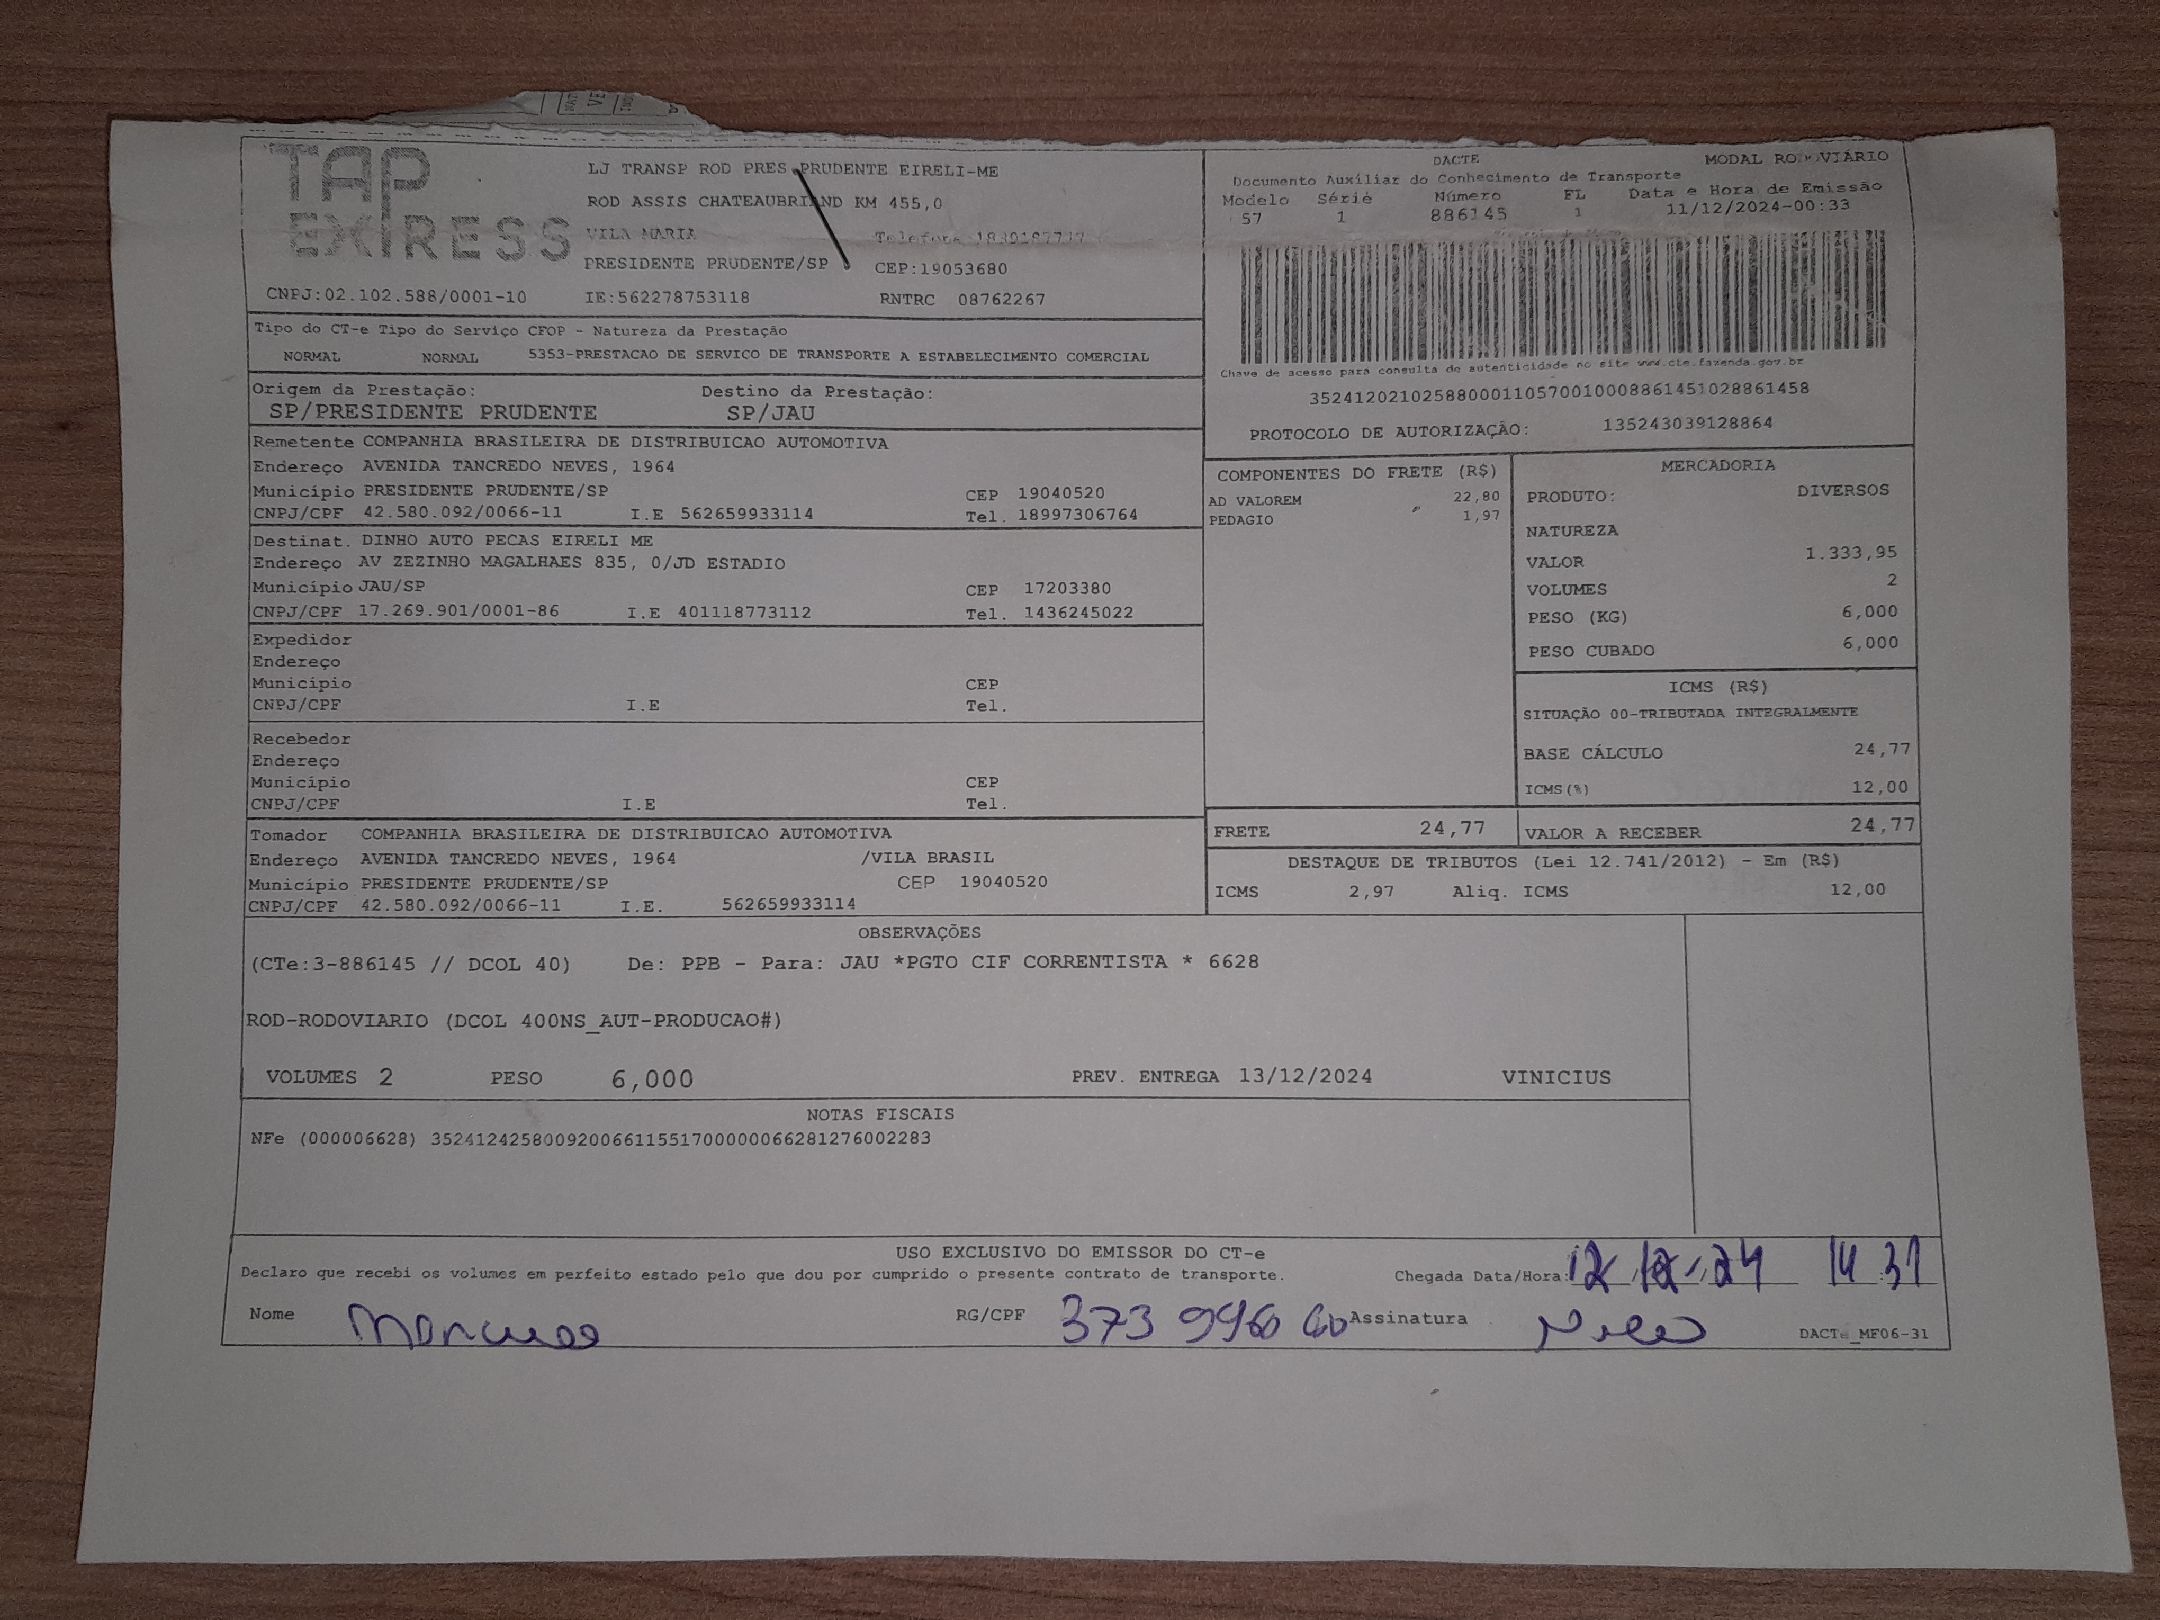 TAP
EXPRESS
LJ TRANSP ROD PRES PRUDENTE EIRELI-ME
ROD ASSIS CHATEAUBRIAND KM 455,0
VILA MARIA Telefone
PRESIDENTE PRUDENTE/SP CEP:19053680
CNPJ:02.102.588/0001-10 IE:562278753118 RNTRC 08762267
DACTE MODAL RODOVIÁRIO
Documento Auxiliar do Conhecimento de Transporte
Modelo Série Número FL Data e Hora de Emissão
57 1 886145 1 11/12/2024-00:33
Chave de acesso para consulta de autenticidade no site www.cte.fazenda.gov.br
35241202102588000110570010008861451028861458
PROTOCOLO DE AUTORIZAÇÃO: 135243039128864
Tipo do CT-e Tipo do Serviço CFOP - Natureza da Prestação
NORMAL NORMAL 5353-PRESTACAO DE SERVICO DE TRANSPORTE A ESTABELECIMENTO COMERCIAL
Origem da Prestação: Destino da Prestação:
SP/PRESIDENTE PRUDENTE SP/JAU
Remetente COMPANHIA BRASILEIRA DE DISTRIBUICAO AUTOMOTIVA
Endereço AVENIDA TANCREDO NEVES, 1964
Município PRESIDENTE PRUDENTE/SP CEP 19040520
CNPJ/CPF 42.580.092/0066-11 I.E 562659933114 Tel. 18997306764
Destinat. DINHO AUTO PECAS EIRELI ME
Endereço AV ZEZINHO MAGALHAES 835, 0/JD ESTADIO
Município JAU/SP CEP 17203380
CNPJ/CPF 17.269.901/0001-86 I.E 401118773112 Tel. 1436245022
Expedidor
Endereço
Município CEP
CNPJ/CPF I.E Tel.
Recebedor
Endereço
Município CEP
CNPJ/CPF I.E Tel.
Tomador COMPANHIA BRASILEIRA DE DISTRIBUICAO AUTOMOTIVA
Endereço AVENIDA TANCREDO NEVES, 1964 /VILA BRASIL
Município PRESIDENTE PRUDENTE/SP CEP 19040520
CNPJ/CPF 42.580.092/0066-11 I.E. 562659933114
COMPONENTES DO FRETE (R$)
AD VALOREM 22,80
PEDAGIO 1,97
MERCADORIA
PRODUTO: DIVERSOS
NATUREZA
VALOR 1.333,95
VOLUMES 2
PESO (KG) 6,000
PESO CUBADO 6,000
ICMS (R$)
SITUAÇÃO 00-TRIBUTADA INTEGRALMENTE
BASE CÁLCULO 24,77
ICMS(%) 12,00
FRETE 24,77 VALOR A RECEBER 24,77
DESTAQUE DE TRIBUTOS (Lei 12.741/2012) - Em (R$)
ICMS 2,97 Aliq. ICMS 12,00
OBSERVAÇÕES
(CTe:3-886145 // DCOL 40) De: PPB - Para: JAU *PGTO CIF CORRENTISTA * 6628
ROD-RODOVIARIO (DCOL 400NS_AUT-PRODUCAO#)
VOLUMES 2 PESO 6,000 PREV. ENTREGA 13/12/2024 VINICIUS
NOTAS FISCAIS
NFe (000006628) 35241242580092006611551700000066281276002283
USO EXCLUSIVO DO EMISSOR DO CT-e
Declaro que recebi os volumes em perfeito estado pelo que dou por cumprido o presente contrato de transporte. Chegada Data/Hora: 12/12/24 14:31
Nome RG/CPF 373 996 60 Assinatura DACTe_MF06-31